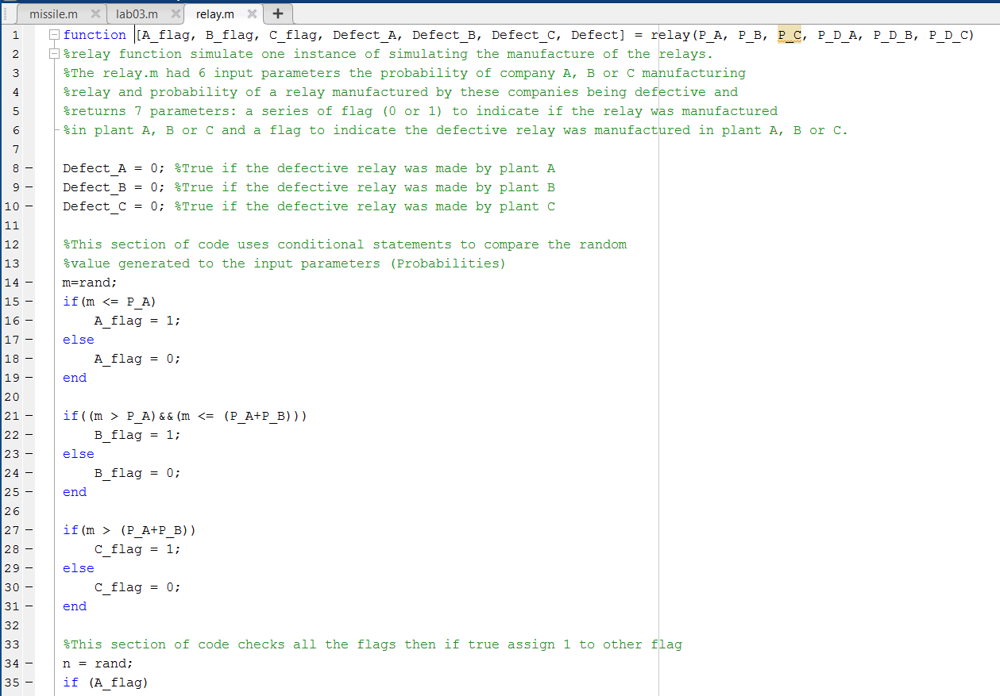 missile.m lab03.m relay.m +
1 function [A_flag, B_flag, C_flag, Defect_A, Defect_B, Defect_C, Defect] = relay(P_A, P_B, P_C, P_D_A, P_D_B, P_D_C)
2 %relay function simulate one instance of simulating the manufacture of the relays.
3 %The relay.m had 6 input parameters the probability of company A, B or C manufacturing
4 %relay and probability of a relay manufactured by these companies being defective and
5 %returns 7 parameters: a series of flag (0 or 1) to indicate if the relay was manufactured
6 %in plant A, B or C and a flag to indicate the defective relay was manufactured in plant A, B or C.
7
8 Defect_A = 0; %True if the defective relay was made by plant A
9 Defect_B = 0; %True if the defective relay was made by plant B
10 Defect_C = 0; %True if the defective relay was made by plant C
11
12 %This section of code uses conditional statements to compare the random
13 %value generated to the input parameters (Probabilities)
14 m=rand;
15 if(m <= P_A)
16 A_flag = 1;
17 else
18 A_flag = 0;
19 end
20
21 if((m > P_A)&&(m <= (P_A+P_B)))
22 B_flag = 1;
23 else
24 B_flag = 0;
25 end
26
27 if(m > (P_A+P_B))
28 C_flag = 1;
29 else
30 C_flag = 0;
31 end
32
33 %This section of code checks all the flags then if true assign 1 to other flag
34 n = rand;
35 if (A_flag)